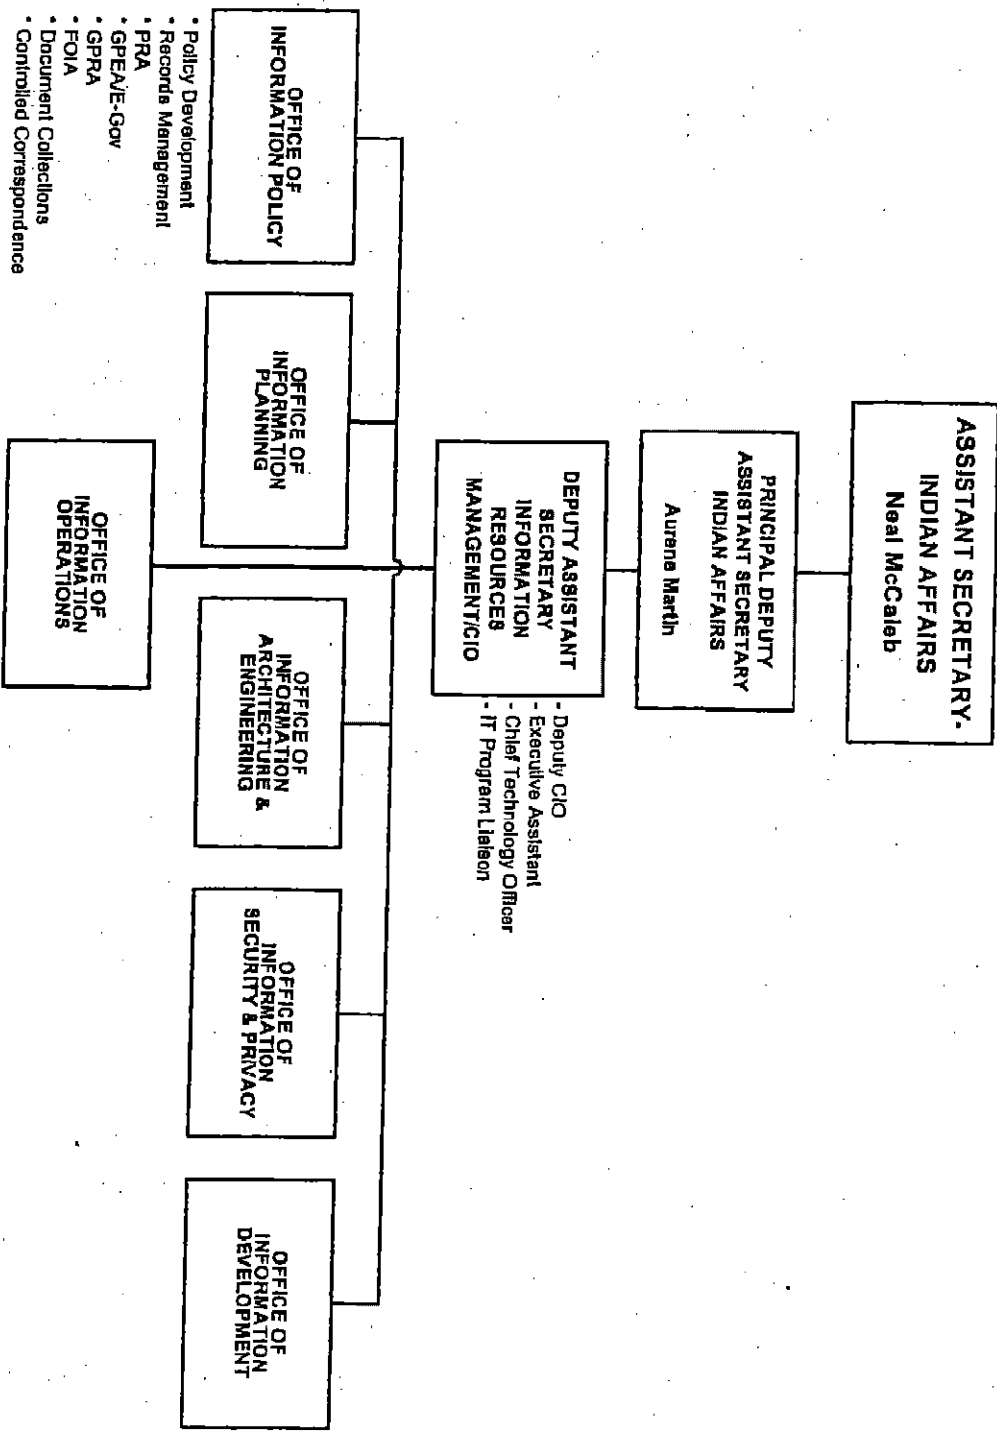 ASSISTANT SECRETARY-
INDIAN AFFAIRS
Neal McCaleb
PRINCIPAL DEPUTY
ASSISTANT SECRETARY
INDIAN AFFAIRS
Aurene Martin
DEPUTY ASSISTANT
SECRETARY
INFORMATION
RESOURCES
MANAGEMENT/CIO
- Deputy CIO
- Executive Assistant
- Chief Technology Officer
- IT Program Liaison
OFFICE OF
INFORMATION POLICY
• Policy Development
• Records Management
• PRA
• GPEA/E-Gov
• GPRA
• FOIA
• Document Collections
• Controlled Correspondence
OFFICE OF
INFORMATION
PLANNING
OFFICE OF
INFORMATION
ARCHITECTURE &
ENGINEERING
OFFICE OF
INFORMATION
SECURITY & PRIVACY
OFFICE OF
INFORMATION
DEVELOPMENT
OFFICE OF
INFORMATION
OPERATIONS